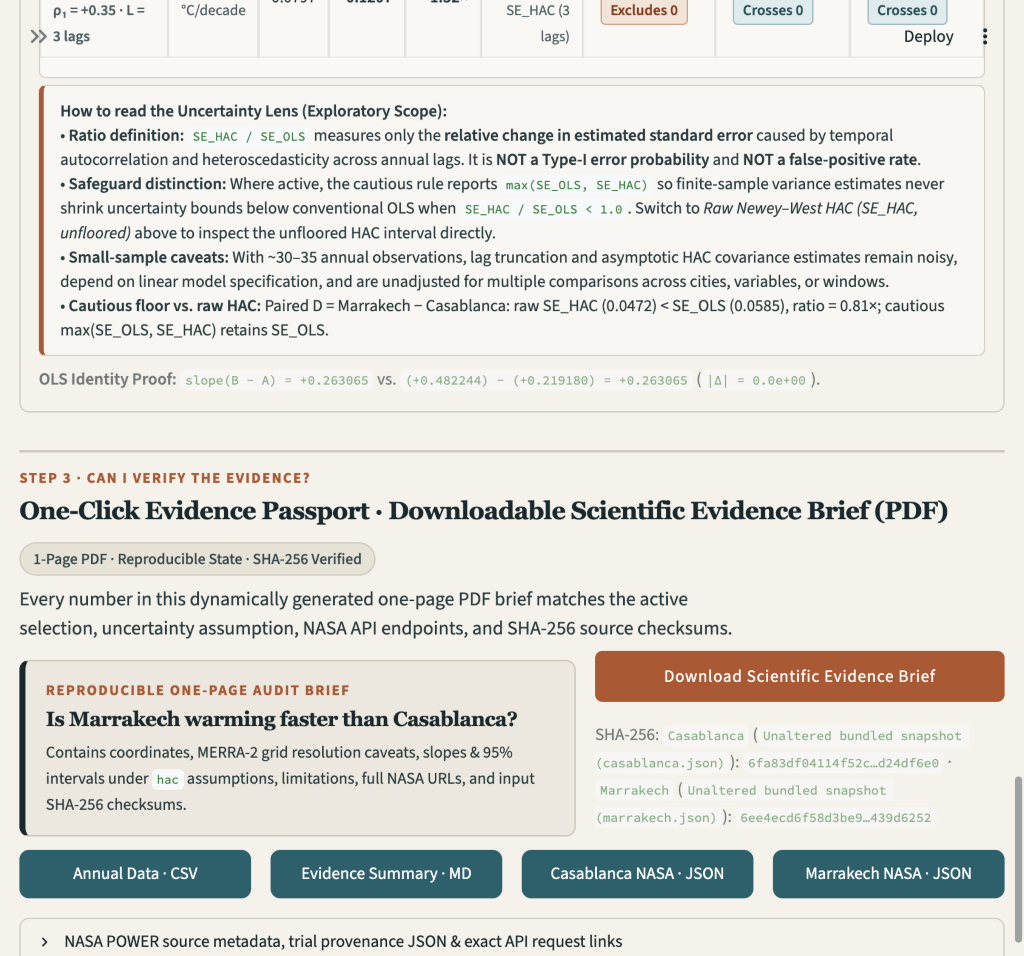 ρ₁ = +0.35 · L =
3 lags
°C/decade
SE_HAC (3
lags)
Excludes 0
Crosses 0
Crosses 0
Deploy
How to read the Uncertainty Lens (Exploratory Scope):
• Ratio definition: SE_HAC / SE_OLS measures only the relative change in estimated standard error caused by temporal
autocorrelation and heteroscedasticity across annual lags. It is NOT a Type-I error probability and NOT a false-positive rate.
• Safeguard distinction: Where active, the cautious rule reports max(SE_OLS, SE_HAC) so finite-sample variance estimates never
shrink uncertainty bounds below conventional OLS when SE_HAC / SE_OLS < 1.0 . Switch to Raw Newey–West HAC (SE_HAC,
unfloored) above to inspect the unfloored HAC interval directly.
• Small-sample caveats: With ~30–35 annual observations, lag truncation and asymptotic HAC covariance estimates remain noisy,
depend on linear model specification, and are unadjusted for multiple comparisons across cities, variables, or windows.
• Cautious floor vs. raw HAC: Paired D = Marrakech − Casablanca: raw SE_HAC (0.0472) < SE_OLS (0.0585), ratio = 0.81×; cautious
max(SE_OLS, SE_HAC) retains SE_OLS.
OLS Identity Proof: slope(B − A) = +0.263065 vs. (+0.482244) − (+0.219180) = +0.263065 ( |Δ| = 0.0e+00 ).
STEP 3 · CAN I VERIFY THE EVIDENCE?
One-Click Evidence Passport · Downloadable Scientific Evidence Brief (PDF)
1-Page PDF · Reproducible State · SHA-256 Verified
Every number in this dynamically generated one-page PDF brief matches the active
selection, uncertainty assumption, NASA API endpoints, and SHA-256 source checksums.
REPRODUCIBLE ONE-PAGE AUDIT BRIEF
Is Marrakech warming faster than Casablanca?
Contains coordinates, MERRA-2 grid resolution caveats, slopes & 95%
intervals under hac assumptions, limitations, full NASA URLs, and input
SHA-256 checksums.
Download Scientific Evidence Brief
SHA-256: Casablanca ( Unaltered bundled snapshot
(casablanca.json) ): 6fa83df04114f52c…d24df6e0 ·
Marrakech ( Unaltered bundled snapshot
(marrakech.json) ): 6ee4ecd6f58d3be9…439d6252
Annual Data · CSV
Evidence Summary · MD
Casablanca NASA · JSON
Marrakech NASA · JSON
NASA POWER source metadata, trial provenance JSON & exact API request links